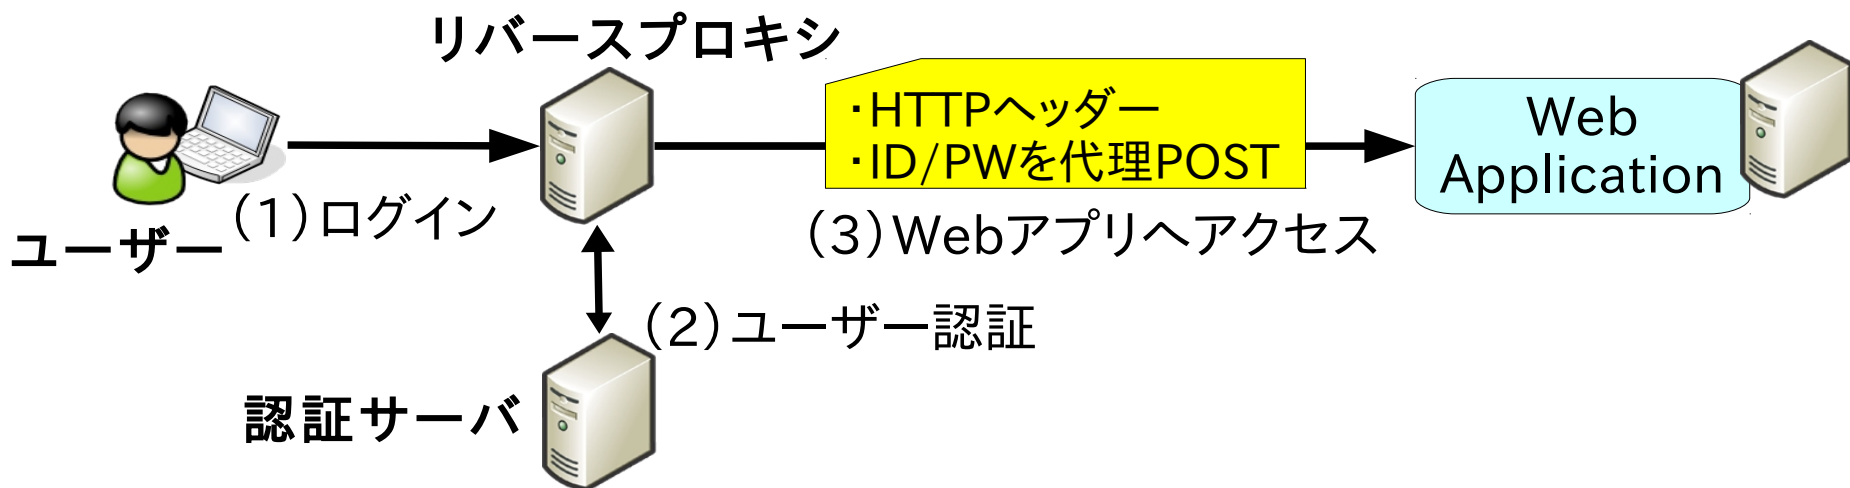 リバースプロキシ
・HTTPヘッダー
・ID/PWを代理POST
Web
Application
(1)ログイン
ユーザー
(3)Webアプリへアクセス
(2)ユーザー認証
認証サーバ